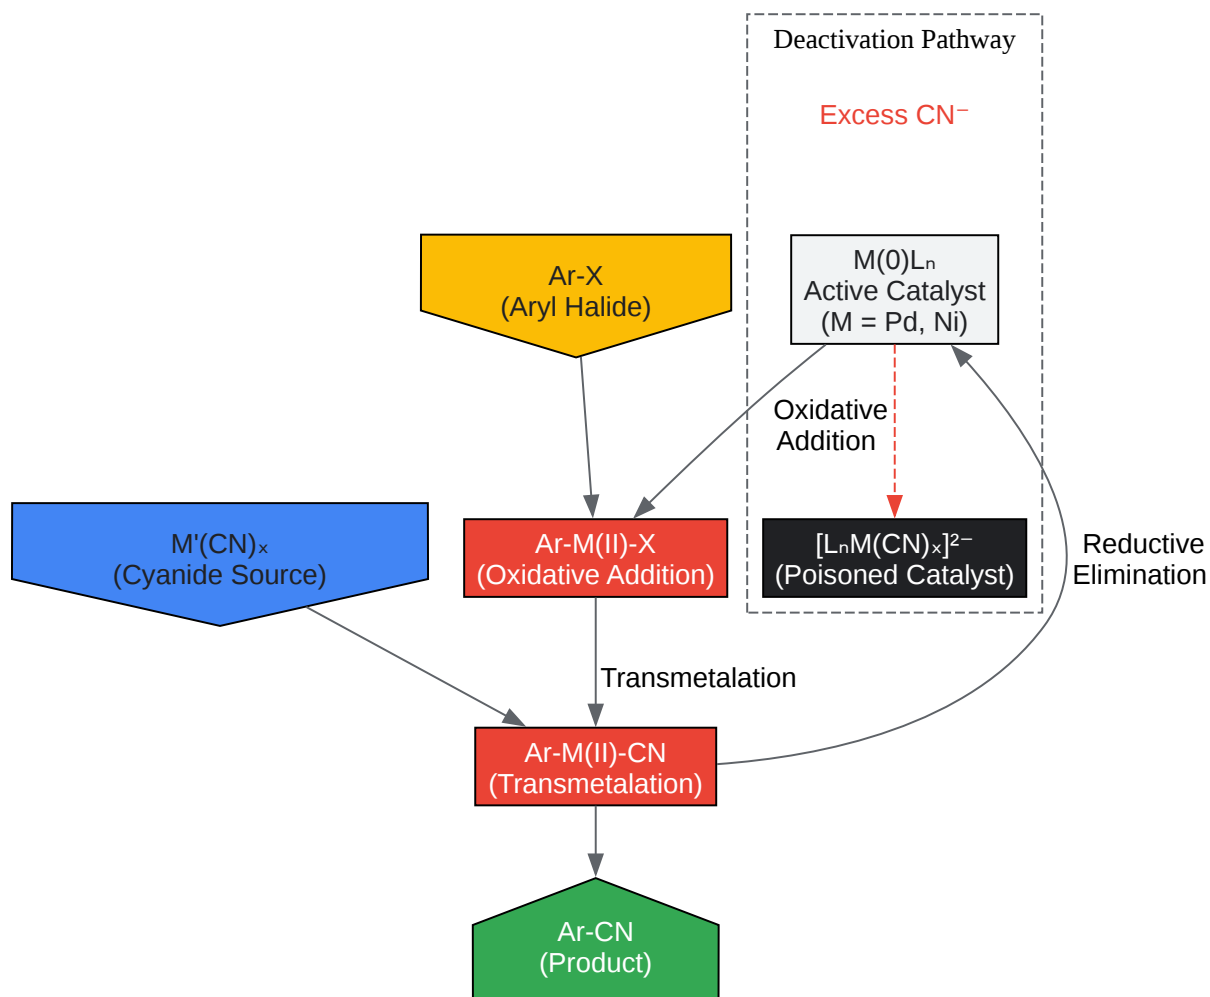 Deactivation Pathway
Excess CN⁻
Ar-X
(Aryl Halide)
M(0)Lₙ
Active Catalyst
(M = Pd, Ni)
Oxidative
Addition
M'(CN)ₓ
(Cyanide Source)
Ar-M(II)-X
(Oxidative Addition)
[LₙM(CN)ₓ]²⁻
(Poisoned Catalyst)
Reductive
Elimination
Transmetalation
Ar-M(II)-CN
(Transmetalation)
Ar-CN
(Product)